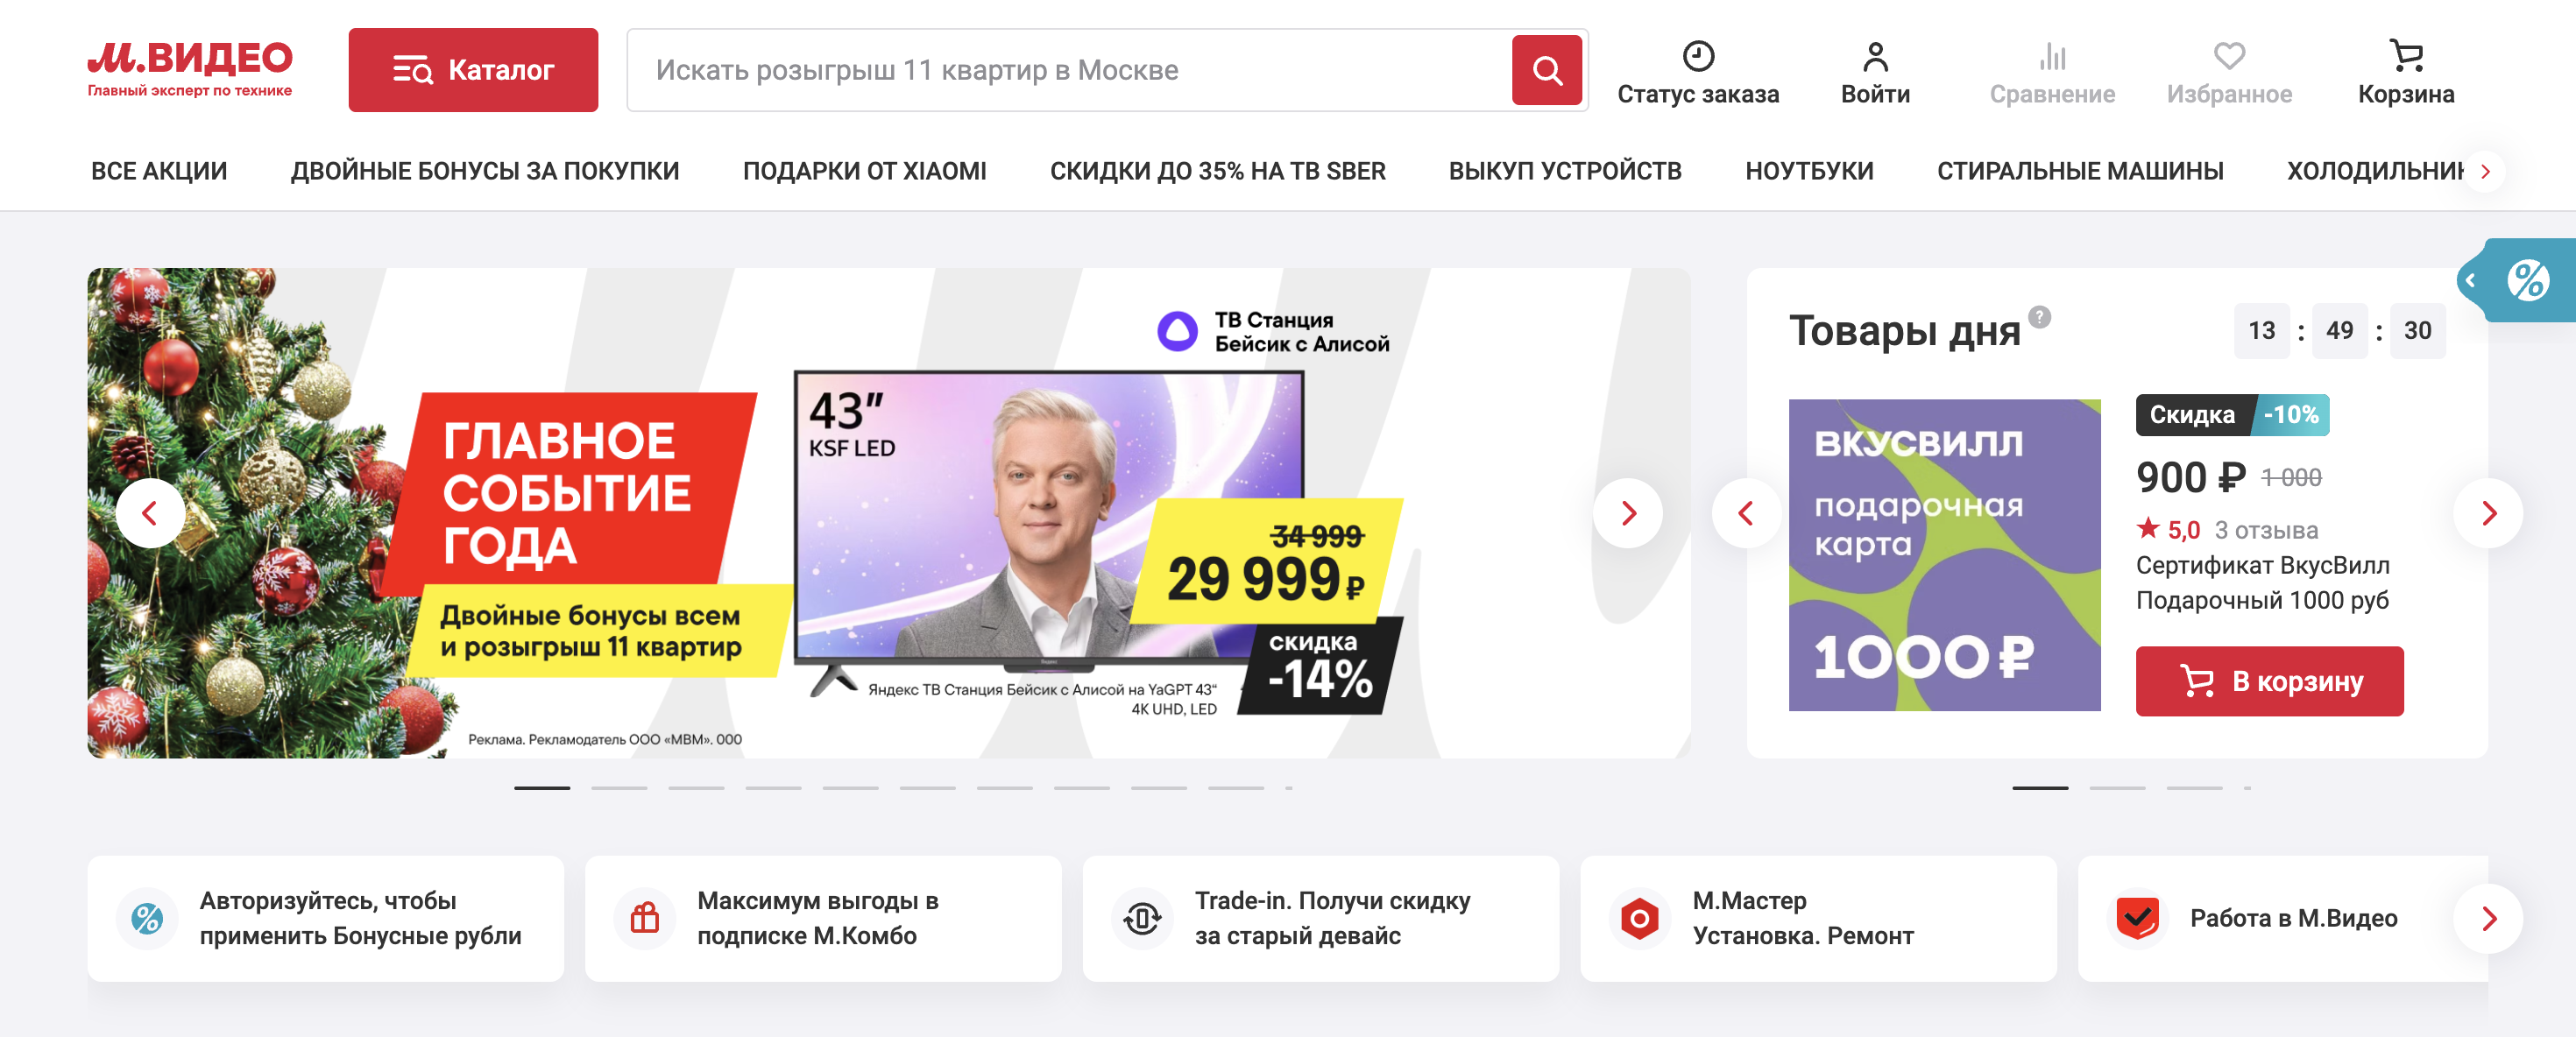 М.ВИДЕО
Главный эксперт по технике
Каталог
Искать розыгрыш 11 квартир в Москве
Статус заказа
Войти
Сравнение
Избранное
Корзина
ВСЕ АКЦИИ
ДВОЙНЫЕ БОНУСЫ ЗА ПОКУПКИ
ПОДАРКИ ОТ XIAOMI
СКИДКИ ДО 35% НА ТВ SBER
ВЫКУП УСТРОЙСТВ
НОУТБУКИ
СТИРАЛЬНЫЕ МАШИНЫ
ХОЛОДИЛЬНИК
ТВ Станция
Бейсик с Алисой
43″
KSF LED
ГЛАВНОЕ
СОБЫТИЕ
ГОДА
Двойные бонусы всем
и розыгрыш 11 квартир
34 999
29 999 ₽
скидка
-14%
Яндекс ТВ Станция Бейсик с Алисой на YaGPT 43“
4K UHD, LED
Реклама. Рекламодатель ООО «МВМ». 000
Товары дня
?
13 : 49 : 30
%
ВКУСВИЛЛ
подарочная
карта
1000 ₽
Скидка -10%
900 ₽ 1 000
5,0 3 отзыва
Сертификат ВкусВилл
Подарочный 1000 руб
В корзину
%
Авторизуйтесь, чтобы
применить Бонусные рубли
Максимум выгоды в
подписке М.Комбо
Trade-in. Получи скидку
за старый девайс
М.Мастер
Установка. Ремонт
Работа в М.Видео